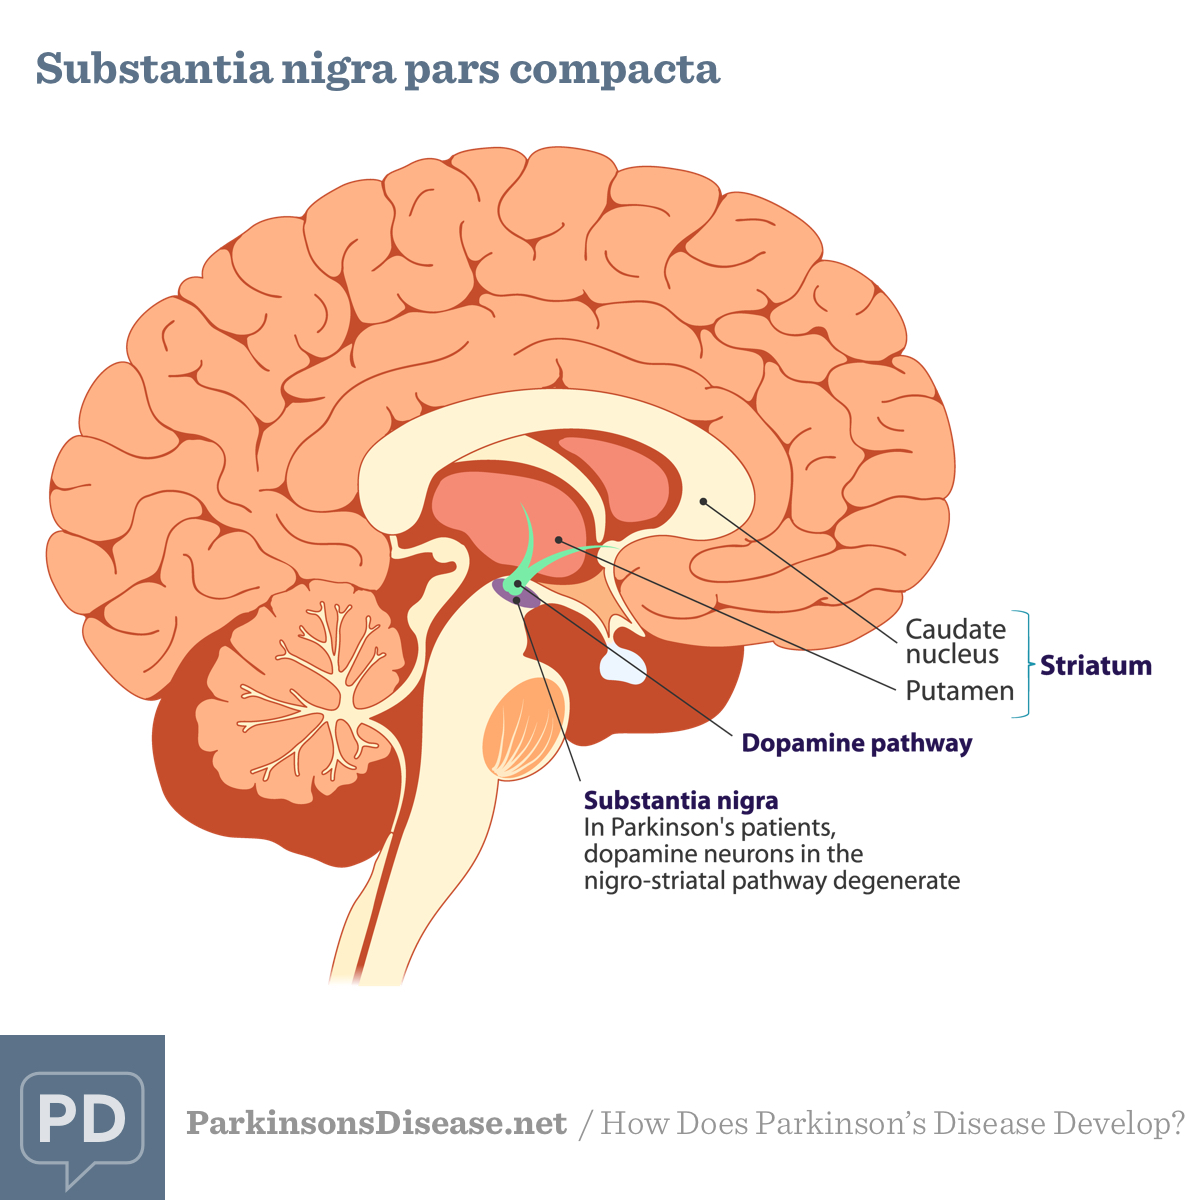 Substantia nigra pars compacta
Caudate
nucleus
Putamen
Striatum
Dopamine pathway
Substantia nigra
In Parkinson's patients,
dopamine neurons in the
nigro-striatal pathway degenerate
PD
ParkinsonsDisease.net / How Does Parkinson’s Disease Develop?